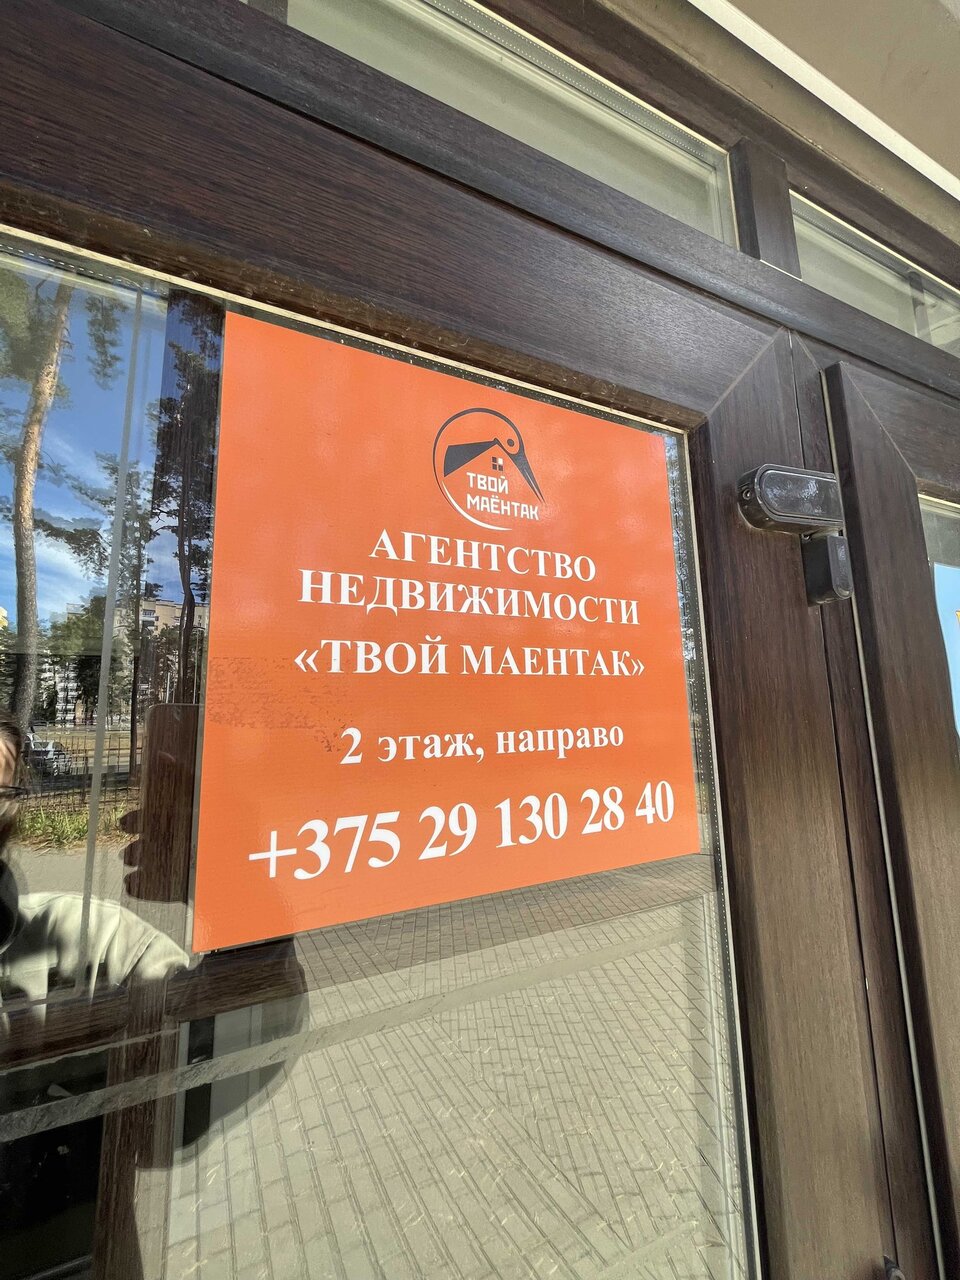 ТВОЙ
МАЁНТАК
АГЕНТСТВО
НЕДВИЖИМОСТИ
«ТВОЙ МАЕНТАК»
2 этаж, направо
+375 29 130 28 40